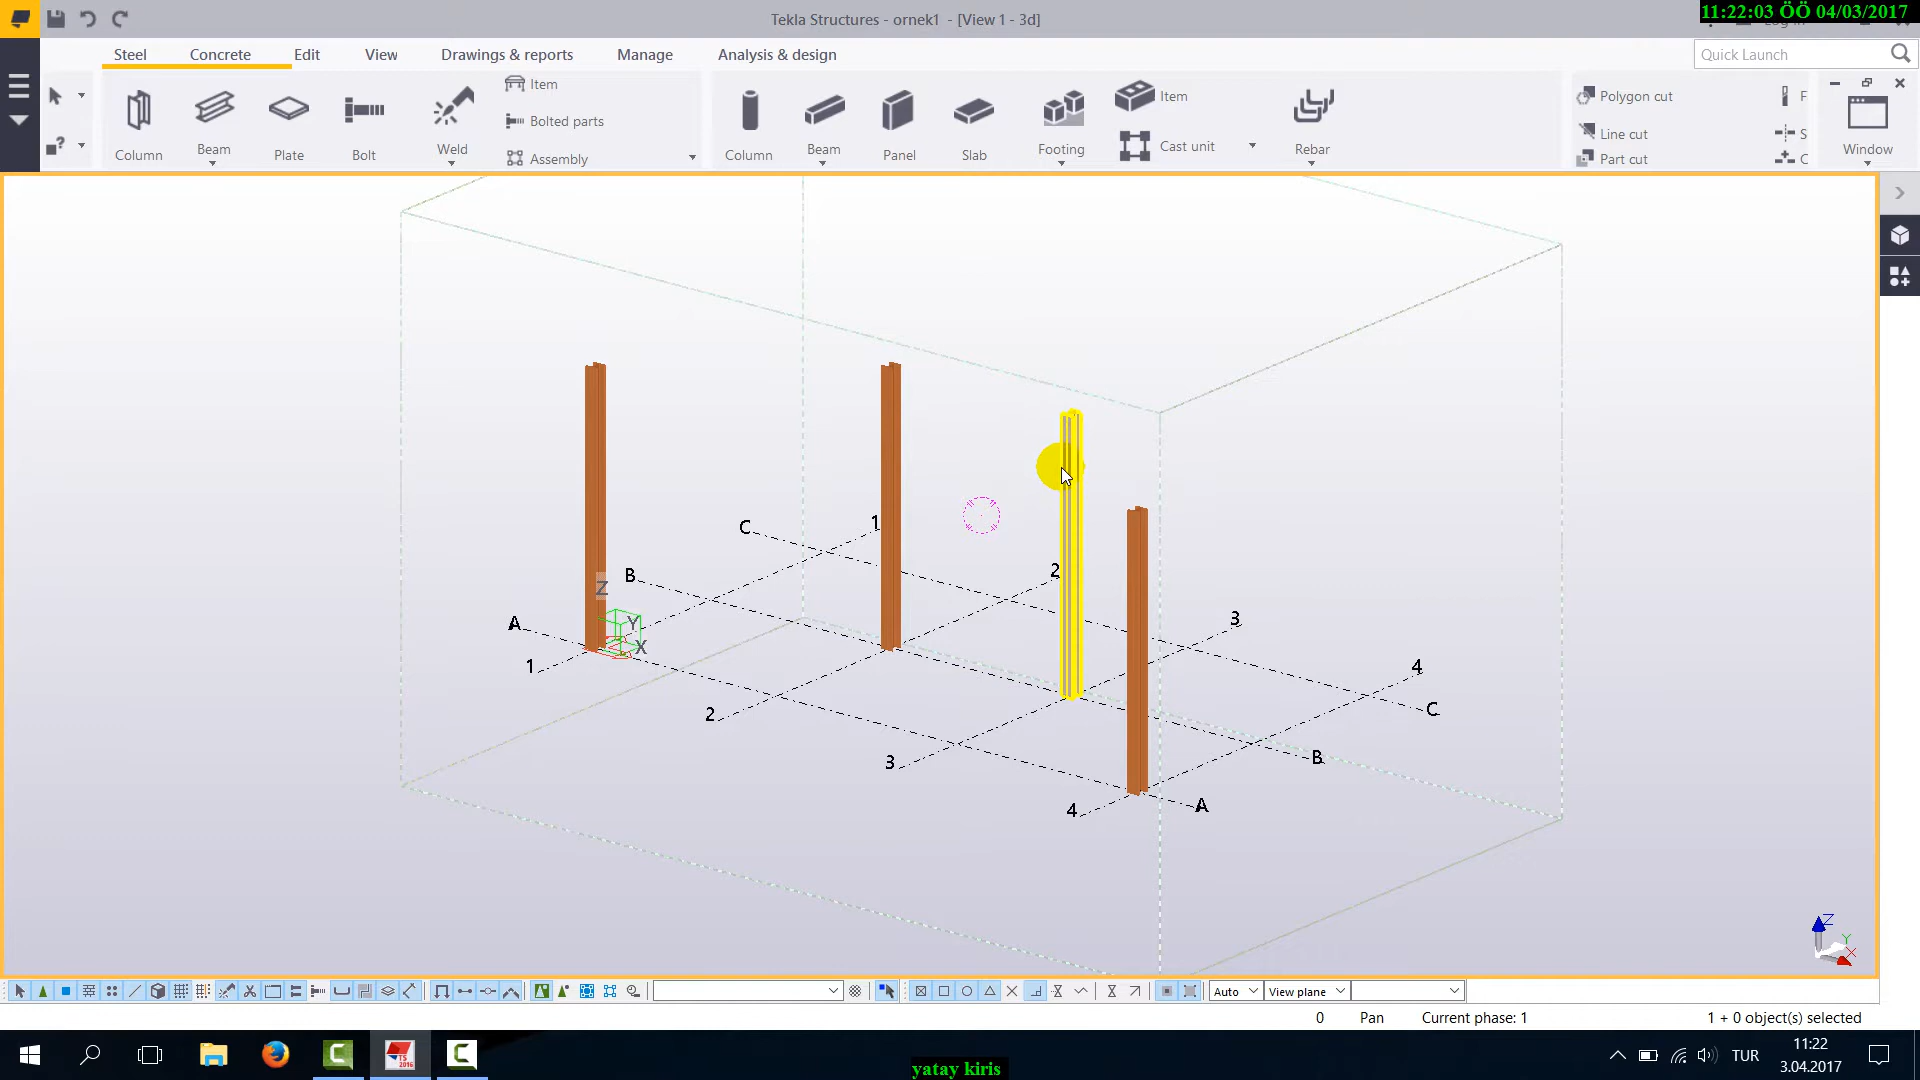 Tekla Structures - ornek1 - [View 1 - 3d]
11:22:03 ÖÖ 04/03/2017
Steel
Concrete
Edit
View
Drawings & reports
Manage
Analysis & design
Quick Launch
Column
Beam
Plate
Bolt
Weld
Item
Bolted parts
Assembly
Column
Beam
Panel
Slab
Footing
Item
Cast unit
Rebar
Polygon cut
Line cut
Part cut
F
S
C
Window
C
1
B
2
Z
A
Y
X
1
3
4
2
C
3
B
4
A
Z
Y
X
Auto
View plane
0
Pan
Current phase: 1
1 + 0 object(s) selected
TS
2016
TUR
11:22
3.04.2017
yatay kiris